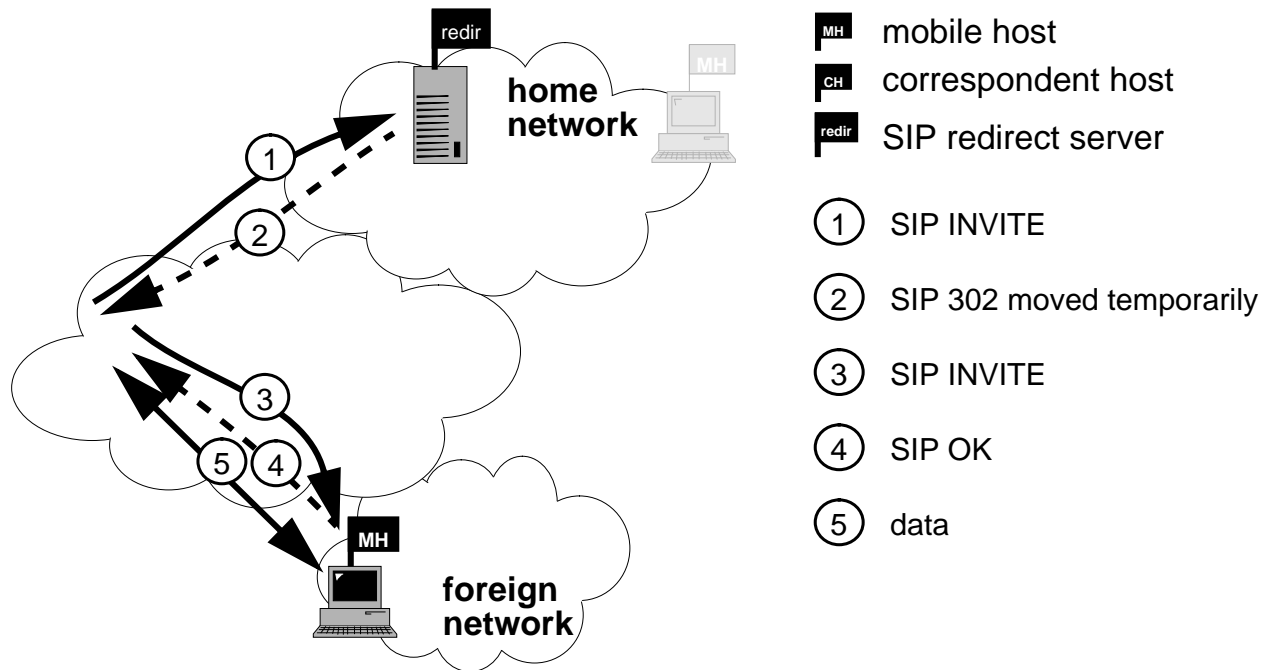 redir
MH
home
network
1
2
3
4
5
MH
foreign
network
MH mobile host
CH correspondent host
redir SIP redirect server
1 SIP INVITE
2 SIP 302 moved temporarily
3 SIP INVITE
4 SIP OK
5 data